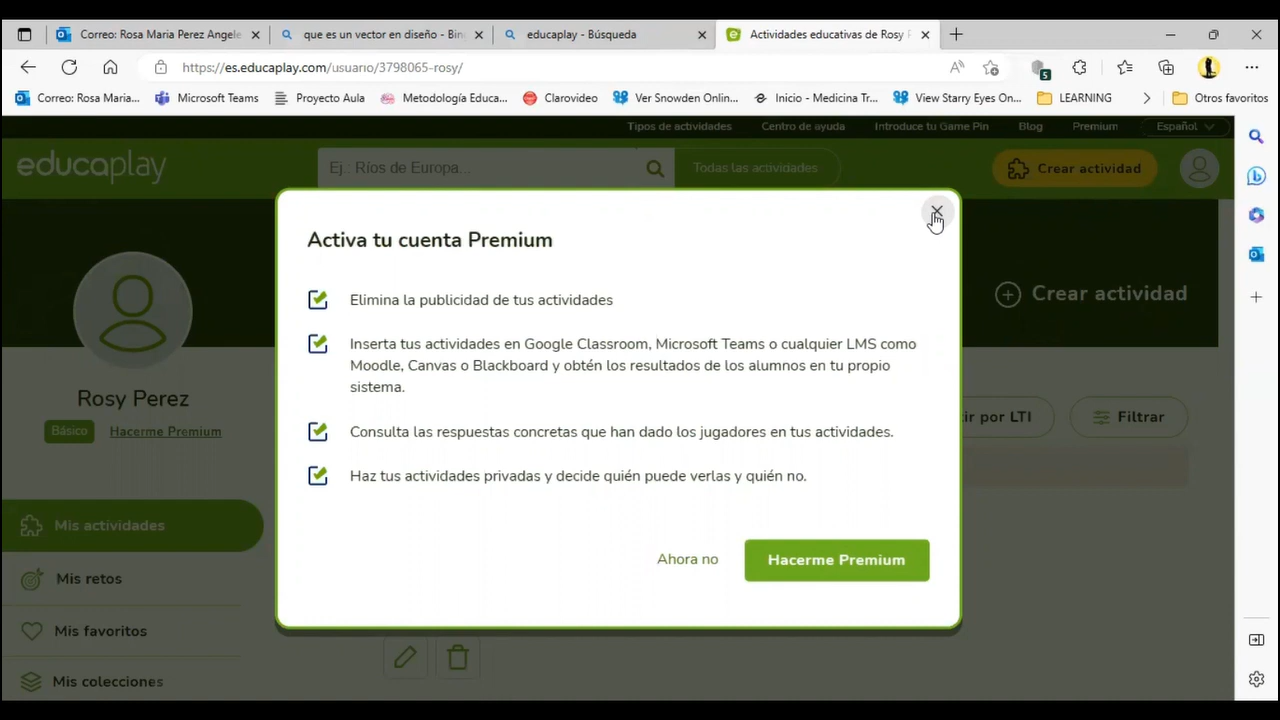 Correo: Rosa Maria Perez Angele
que es un vector en diseño - Bing
educaplay - Búsqueda
Actividades educativas de Rosy P
https://es.educaplay.com/usuario/3798065-rosy/
5
Correo: Rosa Maria...
Microsoft Teams
Proyecto Aula
Metodología Educa...
Clarovideo
Ver Snowden Onlin...
Inicio - Medicina Tr...
View Starry Eyes On...
LEARNING
Otros favoritos
Tipos de actividades
Centro de ayuda
Introduce tu Game Pin
Blog
Premium
Español
educaplay
Ej.. Ríos de Europa...
Todas las actividades
Crear actividad
Crear actividad
Rosy Perez
Básico
Hacerme Premium
Mis actividades
Mis retos
Mis favoritos
Mis colecciones
Activa tu cuenta Premium
Elimina la publicidad de tus actividades
Inserta tus actividades en Google Classroom, Microsoft Teams o cualquier LMS como
Moodle, Canvas o Blackboard y obtén los resultados de los alumnos en tu propio
sistema.
Consulta las respuestas concretas que han dado los jugadores en tus actividades.
Haz tus actividades privadas y decide quién puede verlas y quién no.
Ahora no
Hacerme Premium
ir por LTI
Filtrar